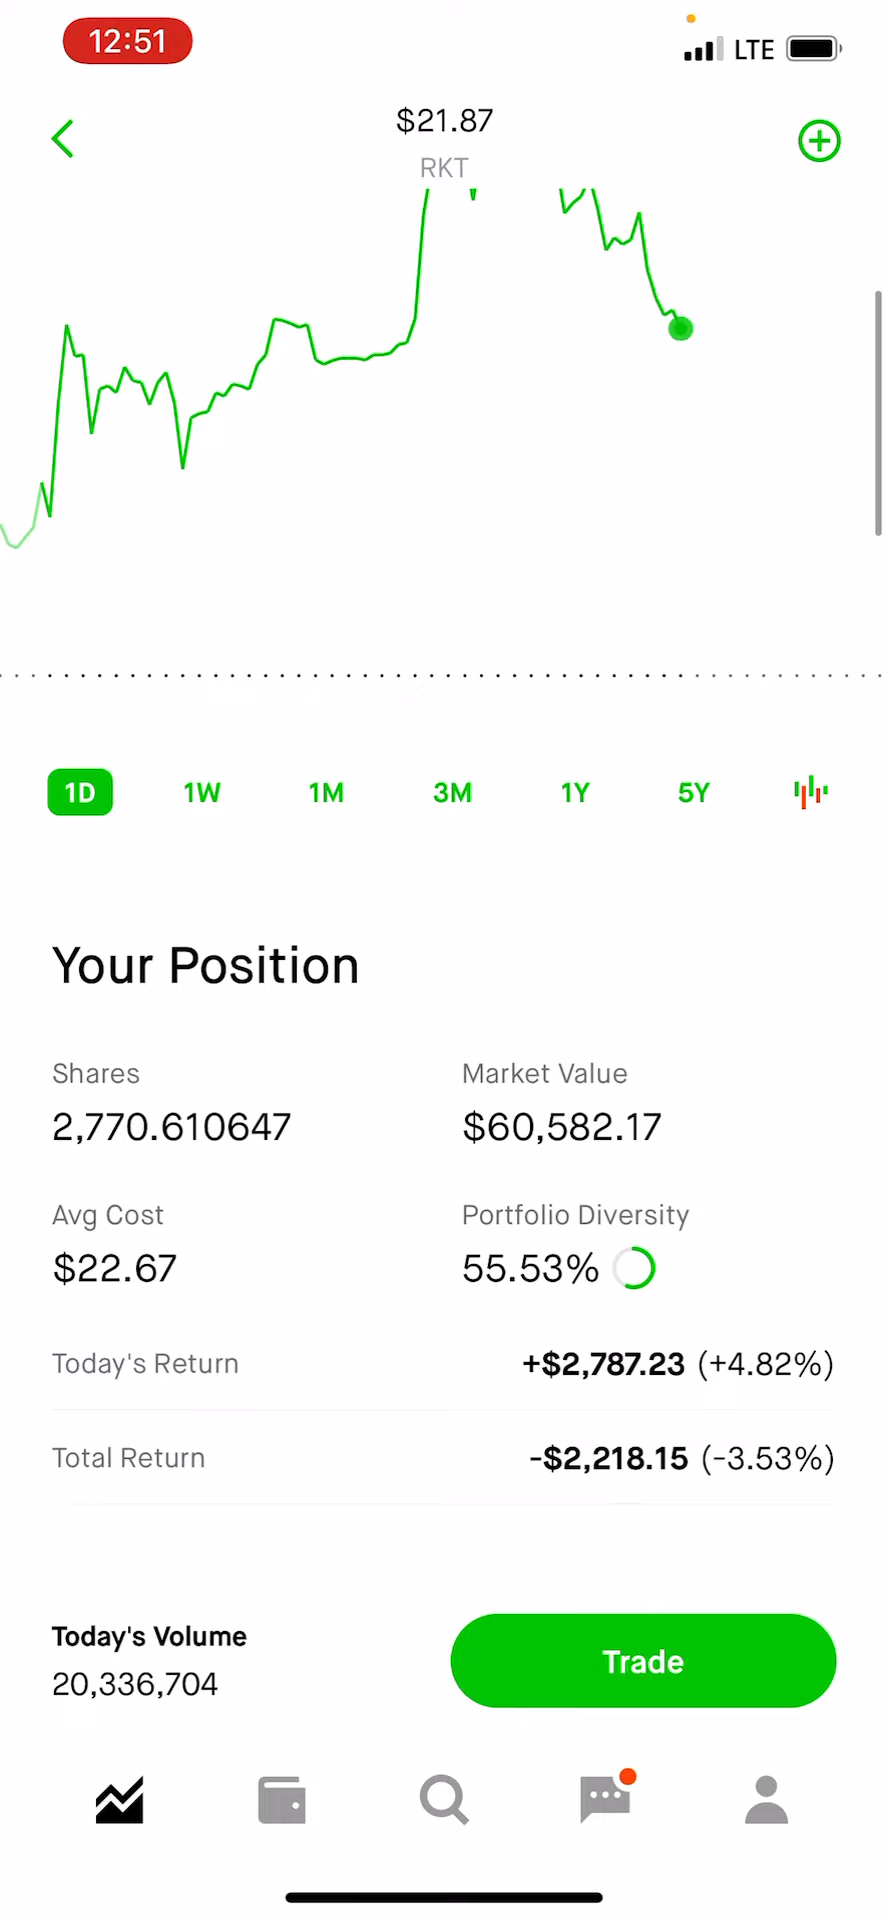 12:51
LTE
$21.87
RKT
1D 1W 1M 3M 1Y 5Y
Your Position
Shares Market Value
2,770.610647 $60,582.17
Avg Cost Portfolio Diversity
$22.67 55.53%
Today's Return +$2,787.23 (+4.82%)
Total Return -$2,218.15 (-3.53%)
Today's Volume
20,336,704
Trade